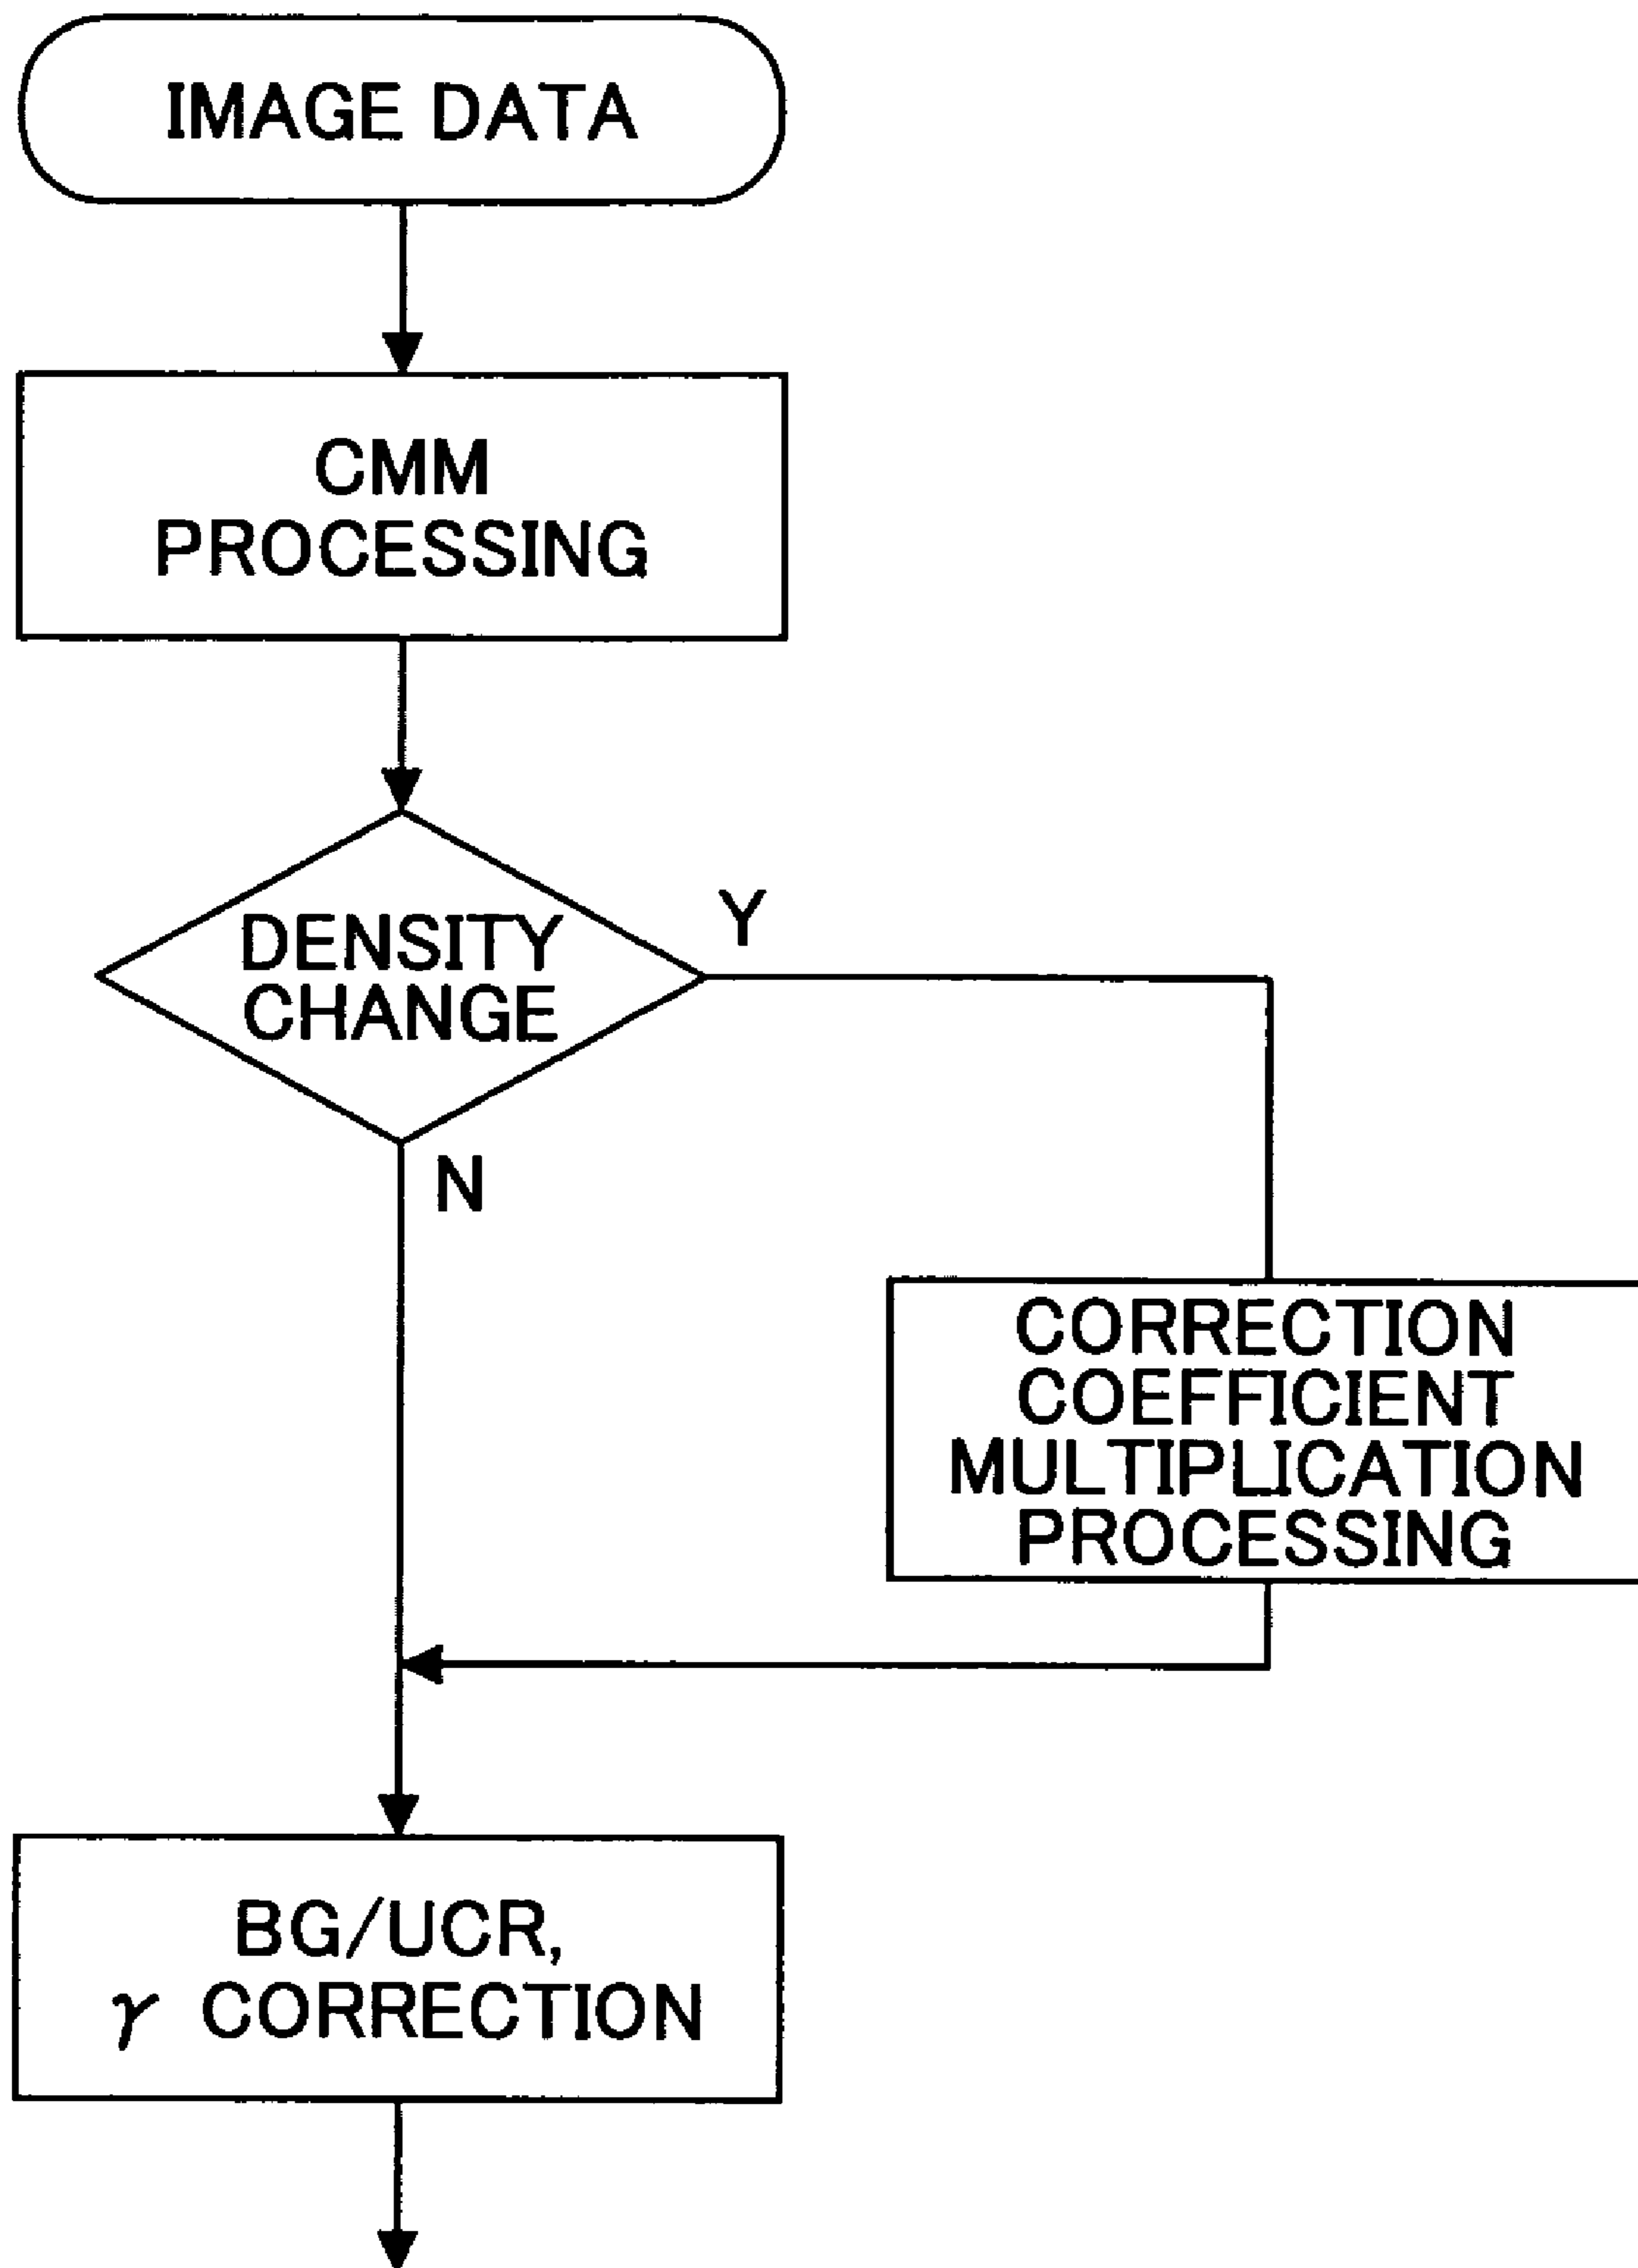 IMAGE DATA
CMM
PROCESSING
DENSITY
CHANGE
Y
N
CORRECTION
COEFFICIENT
MULTIPLICATION
PROCESSING
BG/UCR,
γ CORRECTION